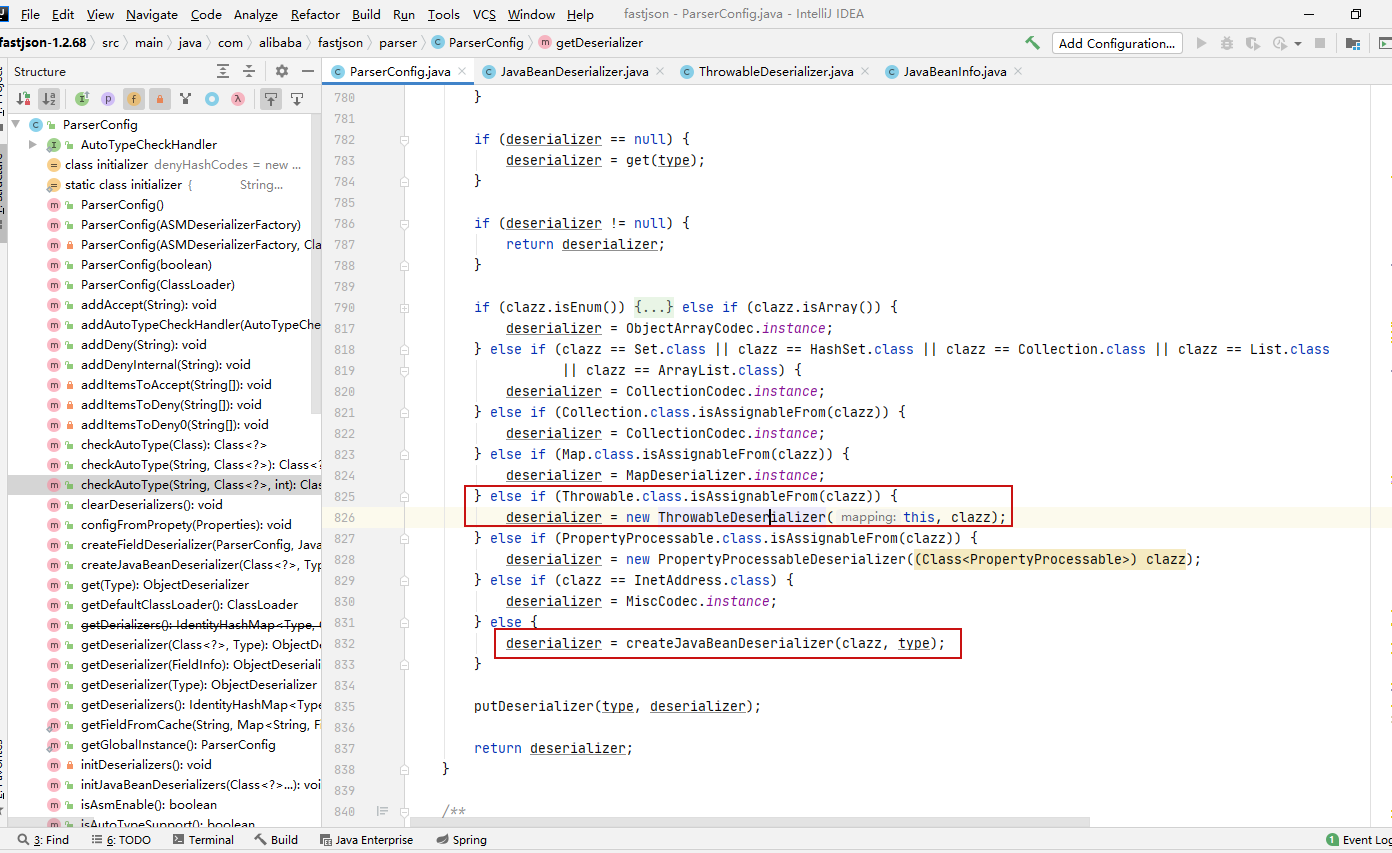 File Edit View Navigate Code Analyze Refactor Build Run Tools VCS Window Help fastjson - ParserConfig.java - IntelliJ IDEA
fastjson-1.2.68 src main java com alibaba fastjson parser ParserConfig getDeserializer Add Configuration...
Structure
ParserConfig.java JavaBeanDeserializer.java ThrowableDeserializer.java JavaBeanInfo.java
ParserConfig
AutoTypeCheckHandler
class initializer denyHashCodes = new ...
static class initializer { String...
ParserConfig()
ParserConfig(ASMDeserializerFactory)
ParserConfig(ASMDeserializerFactory, Cla
ParserConfig(boolean)
ParserConfig(ClassLoader)
addAccept(String): void
addAutoTypeCheckHandler(AutoTypeChe
addDeny(String): void
addDenyInternal(String): void
addItemsToAccept(String[]): void
addItemsToDeny(String[]): void
addItemsToDeny0(String[]): void
checkAutoType(Class): Class<?>
checkAutoType(String, Class<?>): Class<?
checkAutoType(String, Class<?>, int): Clas
clearDeserializers(): void
configFromPropety(Properties): void
createFieldDeserializer(ParserConfig, Java
createJavaBeanDeserializer(Class<?>, Typ
get(Type): ObjectDeserializer
getDefaultClassLoader(): ClassLoader
getDerializers(): IdentityHashMap<Type, O
getDeserializer(Class<?>, Type): ObjectDe
getDeserializer(FieldInfo): ObjectDeseriali
getDeserializer(Type): ObjectDeserializer
getDeserializers(): IdentityHashMap<Type
getFieldFromCache(String, Map<String, F
getGlobalInstance(): ParserConfig
initDeserializers(): void
initJavaBeanDeserializers(Class<?>...): voi
isAsmEnable(): boolean
isAutoTypeSupport(): boolean
780 }
781
782 if (deserializer == null) {
783 deserializer = get(type);
784 }
785
786 if (deserializer != null) {
787 return deserializer;
788 }
789
790 if (clazz.isEnum()) {...} else if (clazz.isArray()) {
817 deserializer = ObjectArrayCodec.instance;
818 } else if (clazz == Set.class || clazz == HashSet.class || clazz == Collection.class || clazz == List.class
819 || clazz == ArrayList.class) {
820 deserializer = CollectionCodec.instance;
821 } else if (Collection.class.isAssignableFrom(clazz)) {
822 deserializer = CollectionCodec.instance;
823 } else if (Map.class.isAssignableFrom(clazz)) {
824 deserializer = MapDeserializer.instance;
825 } else if (Throwable.class.isAssignableFrom(clazz)) {
826 deserializer = new ThrowableDeserializer( mapping: this, clazz);
827 } else if (PropertyProcessable.class.isAssignableFrom(clazz)) {
828 deserializer = new PropertyProcessableDeserializer((Class<PropertyProcessable>) clazz);
829 } else if (clazz == InetAddress.class) {
830 deserializer = MiscCodec.instance;
831 } else {
832 deserializer = createJavaBeanDeserializer(clazz, type);
833 }
834
835 putDeserializer(type, deserializer);
836
837 return deserializer;
838 }
839
840 /**
3: Find 6: TODO Terminal Build Java Enterprise Spring 1 Event Log